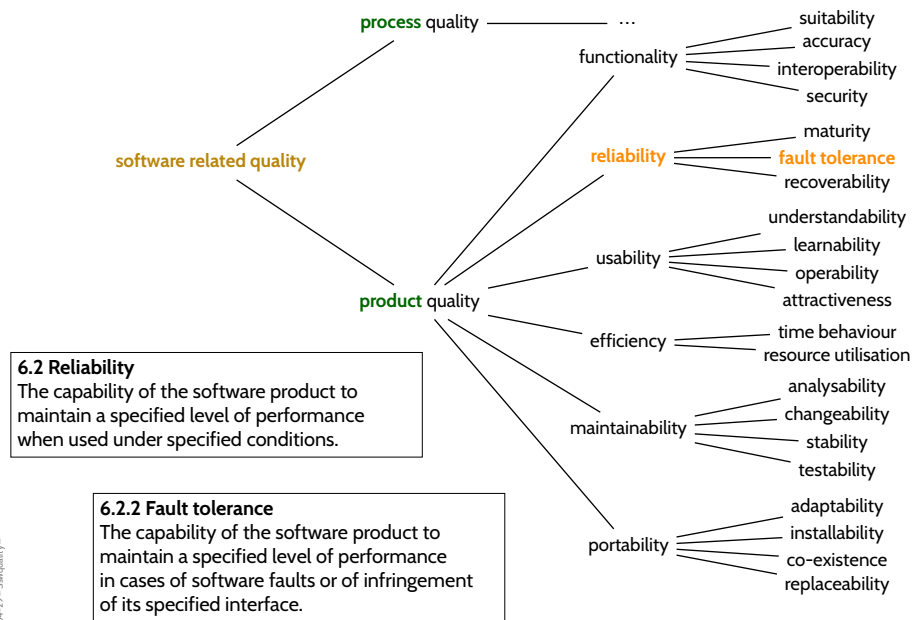 process quality
...
software related quality
product quality
functionality
suitability
accuracy
interoperability
security
reliability
maturity
fault tolerance
recoverability
usability
understandability
learnability
operability
attractiveness
efficiency
time behaviour
resource utilisation
maintainability
analysability
changeability
stability
testability
portability
adaptability
installability
co-existence
replaceability
6.2 Reliability
The capability of the software product to
maintain a specified level of performance
when used under specified conditions.
6.2.2 Fault tolerance
The capability of the software product to
maintain a specified level of performance
in cases of software faults or of infringement
of its specified interface.